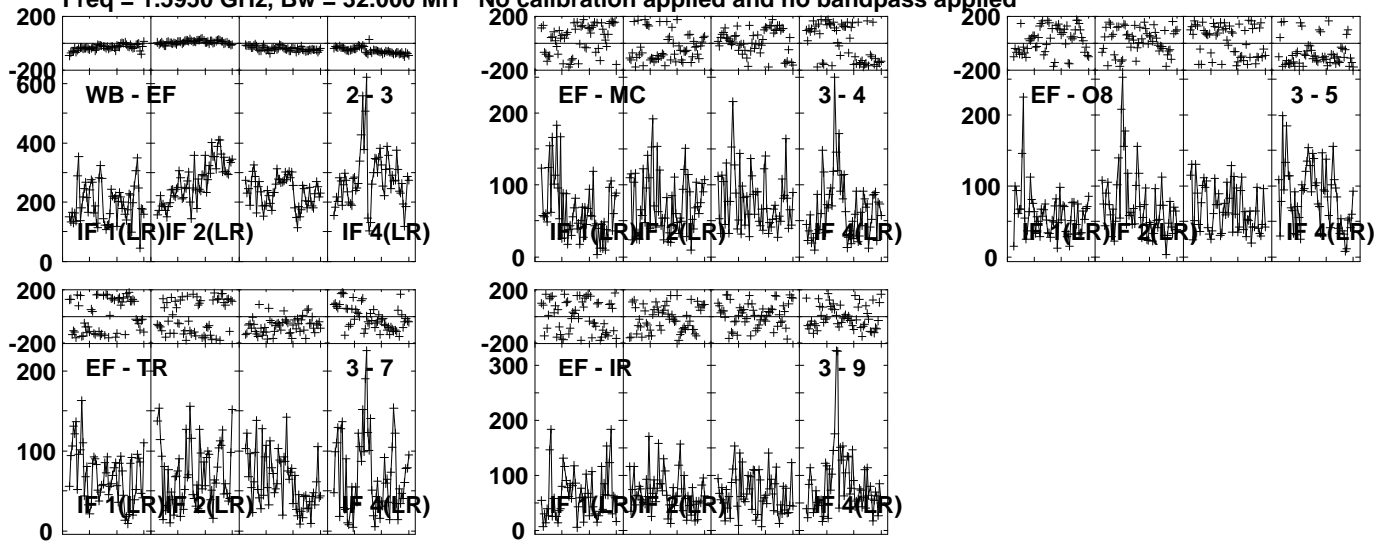 Freq = 1.5950 GHz, Bw = 32.000 MH No calibration applied and no bandpass applied
200
-200
600
400
200
0
WB - EF 2 - 3
IF 1(LR) IF 2(LR) IF 4(LR)
200
-200
200
100
0
EF - MC 3 - 4
IF 1(LR) IF 2(LR) IF 4(LR)
200
-200
200
100
0
EF - O8 3 - 5
IF 1(LR) IF 2(LR) IF 4(LR)
200
-200
200
100
0
EF - TR 3 - 7
IF 1(LR) IF 2(LR) IF 4(LR)
200
-200
300
200
100
0
EF - IR 3 - 9
IF 1(LR) IF 2(LR) IF 4(LR)